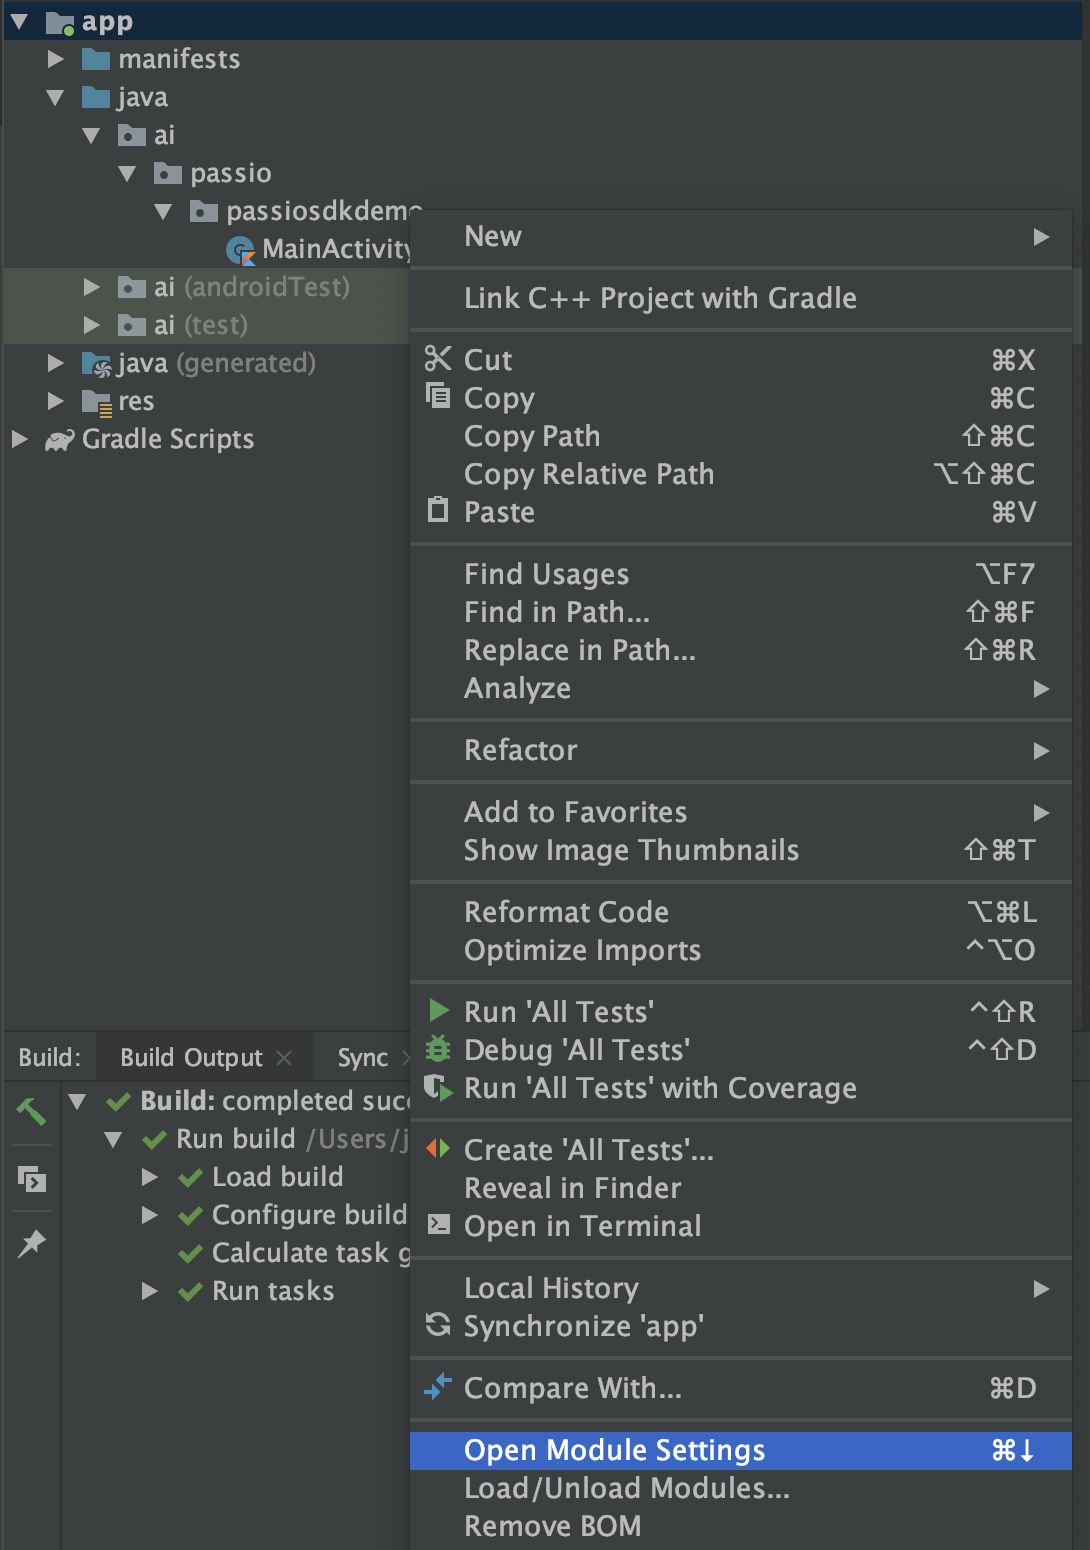 app
manifests
java
ai
passio
passiosdkdemo
MainActivity
ai (androidTest)
ai (test)
java (generated)
res
Gradle Scripts
New
Link C++ Project with Gradle
Cut ⌘X
Copy ⌘C
Copy Path ⇧⌘C
Copy Relative Path ⌥⇧⌘C
Paste ⌘V
Find Usages ⌥F7
Find in Path... ⇧⌘F
Replace in Path... ⇧⌘R
Analyze
Refactor
Add to Favorites
Show Image Thumbnails ⇧⌘T
Reformat Code ⌥⌘L
Optimize Imports ^⌥O
Run 'All Tests' ^⇧R
Debug 'All Tests' ^⇧D
Run 'All Tests' with Coverage
Create 'All Tests'...
Reveal in Finder
Open in Terminal
Local History
Synchronize 'app'
Compare With... ⌘D
Open Module Settings ⌘↓
Load/Unload Modules...
Remove BOM
Build: Build Output Sync
Build: completed succ
Run build /Users/j
Load build
Configure build
Calculate task g
Run tasks